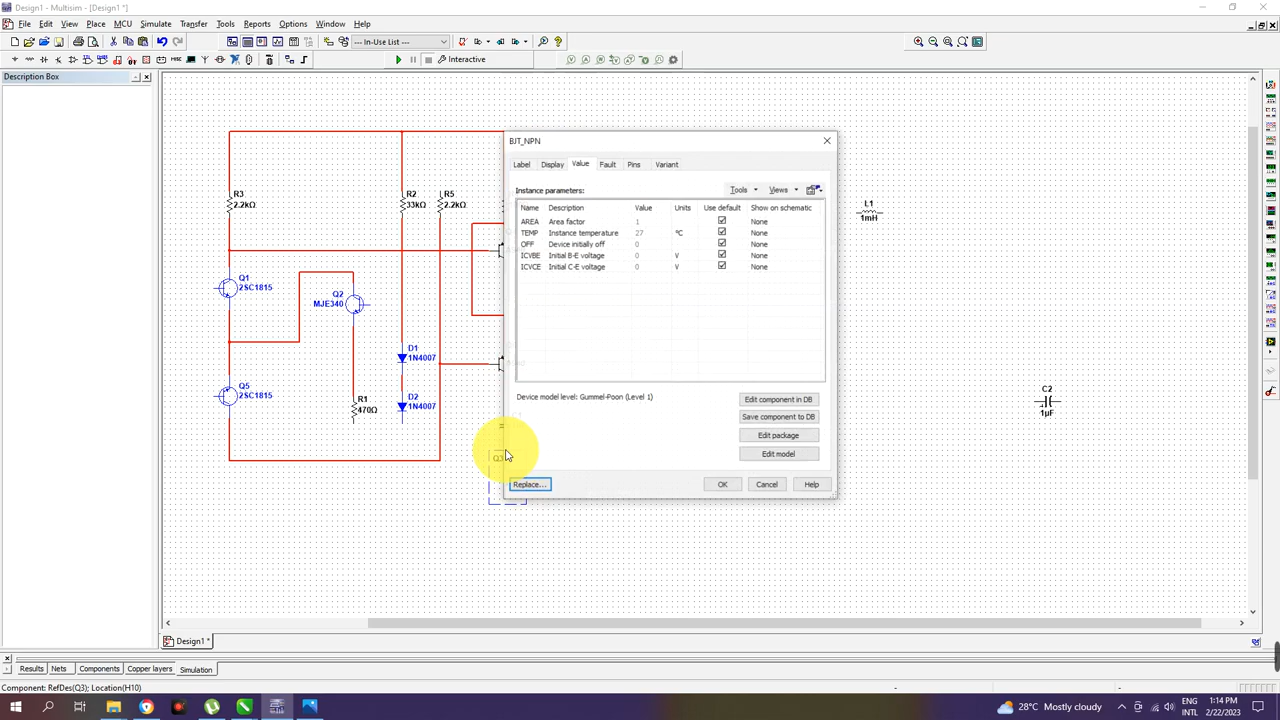 Design1 - Multisim - [Design1 *]
File Edit View Place MCU Simulate Transfer Tools Reports Options Window Help
--- In-Use List ---
Interactive
Description Box
R3
2.2kΩ
R2
33kΩ
R5
2.2kΩ
Q1
2SC1815
Q2
MJE340
D1
1N4007
Q5
2SC1815
R1
470Ω
D2
1N4007
Q3
BJT_NPN
Label Display Value Fault Pins Variant
Instance parameters: Tools Views
Name Description Value Units Use default Show on schematic
AREA Area factor 1 None
TEMP Instance temperature 27 °C None
OFF Device initially off 0 None
ICVBE Initial B-E voltage 0 V None
ICVCE Initial C-E voltage 0 V None
Device model level: Gummel-Poon (Level 1)
Edit component in DB
Save component to DB
Edit package
Edit model
Replace... OK Cancel Help
L1
1mH
C2
1µF
Design1 *
Results Nets Components Copper layers Simulation
Component: RefDes(Q3); Location(H10) - - -
28°C Mostly cloudy
ENG
INTL
1:14 PM
2/22/2023